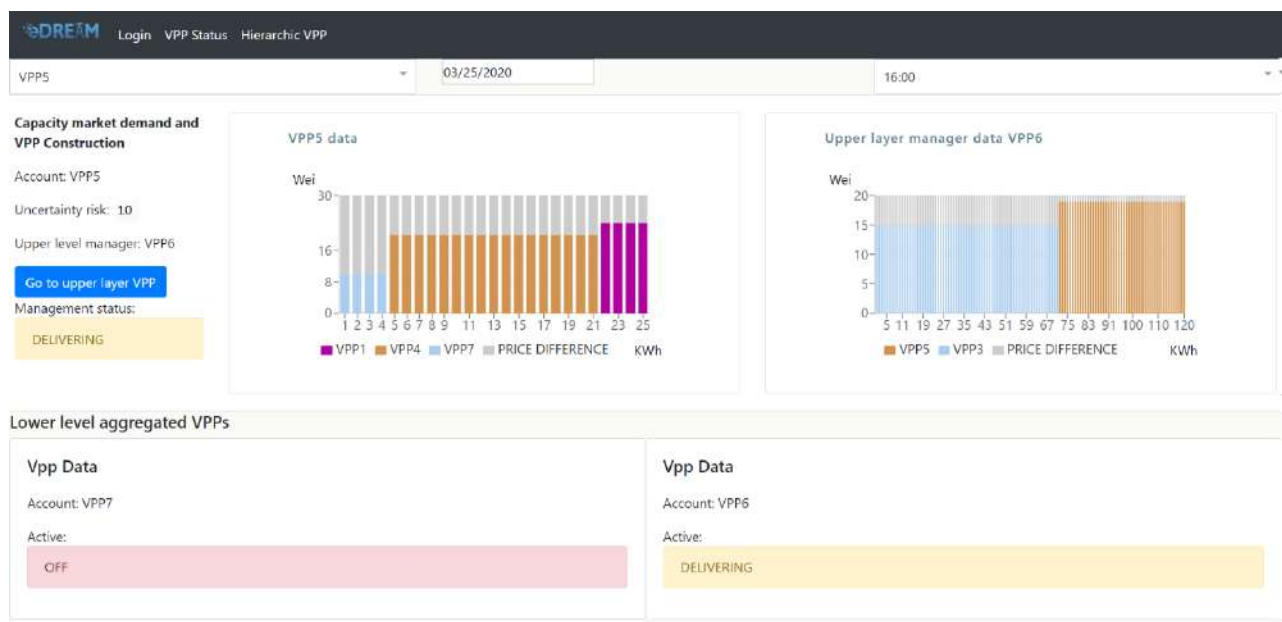 eDREAM Login VPP Status Hierarchic VPP
VPP5 03/25/2020 16:00
Capacity market demand and
VPP Construction
Account: VPP5
Uncertainty risk: 10
Upper level manager: VPP6
Go to upper layer VPP
Management status:
DELIVERING
VPP5 data
Wei
30
16
8
0
1 2 3 4 5 6 7 8 9 11 13 15 17 19 21 23 25
VPP1 VPP4 VPP7 PRICE DIFFERENCE KWh
Upper layer manager data VPP6
Wei
20
15
10
5
0
5 11 19 27 35 43 51 59 67 75 83 91 100 110 120
VPP5 VPP3 PRICE DIFFERENCE KWh
Lower level aggregated VPPs
Vpp Data
Account: VPP7
Active:
OFF
Vpp Data
Account: VPP6
Active:
DELIVERING